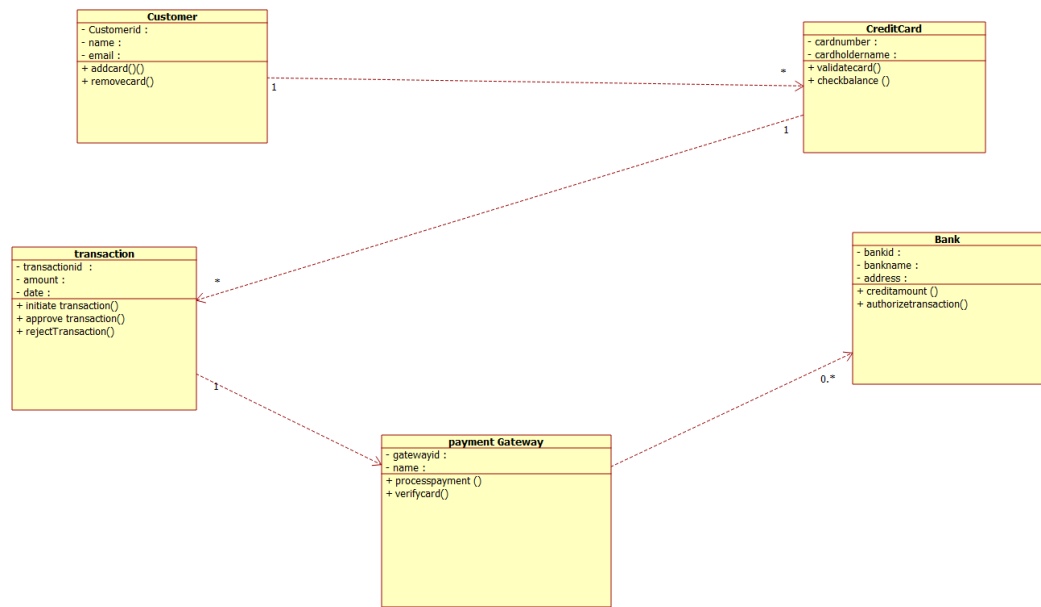 Customer
- Customerid :
- name :
- email :
+ addcard()()
+ removecard()
1
*
CreditCard
- cardnumber :
- cardholdername :
+ validatecard()
+ checkbalance ()
1
transaction
- transactionid  :
- amount :
- date :
+ initiate transaction()
+ approve transaction()
+ rejectTransaction()
*
1
Bank
- bankid :
- bankname :
- address :
+ creditamount ()
+ authorizetransaction()
0.*
payment Gateway
- gatewayid :
- name :
+ processpayment ()
+ verifycard()